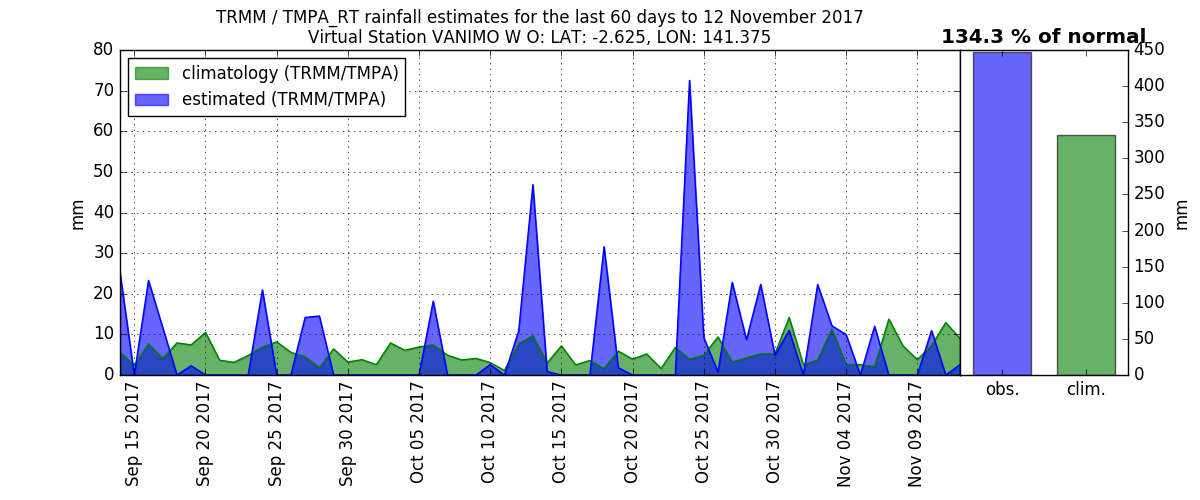 TRMM / TMPA_RT rainfall estimates for the last 60 days to 12 November 2017
Virtual Station VANIMO W O: LAT: -2.625, LON: 141.375
134.3 % of normal
climatology (TRMM/TMPA)
estimated (TRMM/TMPA)
mm
80
70
60
50
40
30
20
10
0
Sep 15 2017
Sep 20 2017
Sep 25 2017
Sep 30 2017
Oct 05 2017
Oct 10 2017
Oct 15 2017
Oct 20 2017
Oct 25 2017
Oct 30 2017
Nov 04 2017
Nov 09 2017
obs.
clim.
450
400
350
300
250
200
150
100
50
0
mm